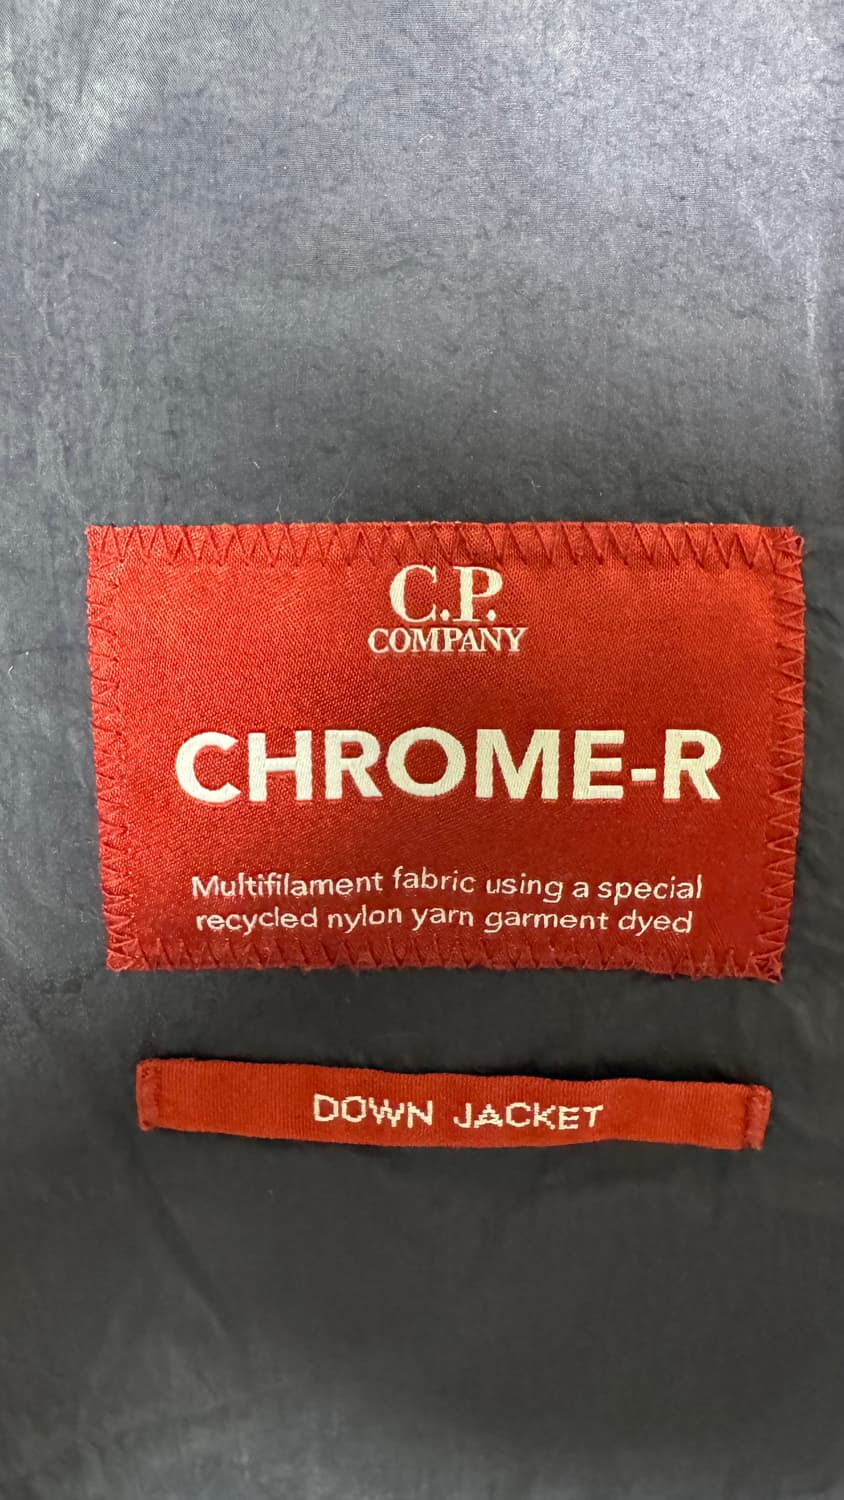 C.P.
COMPANY
CHROME-R
Multifilament fabric using a special
recycled nylon yarn garment dyed
DOWN JACKET